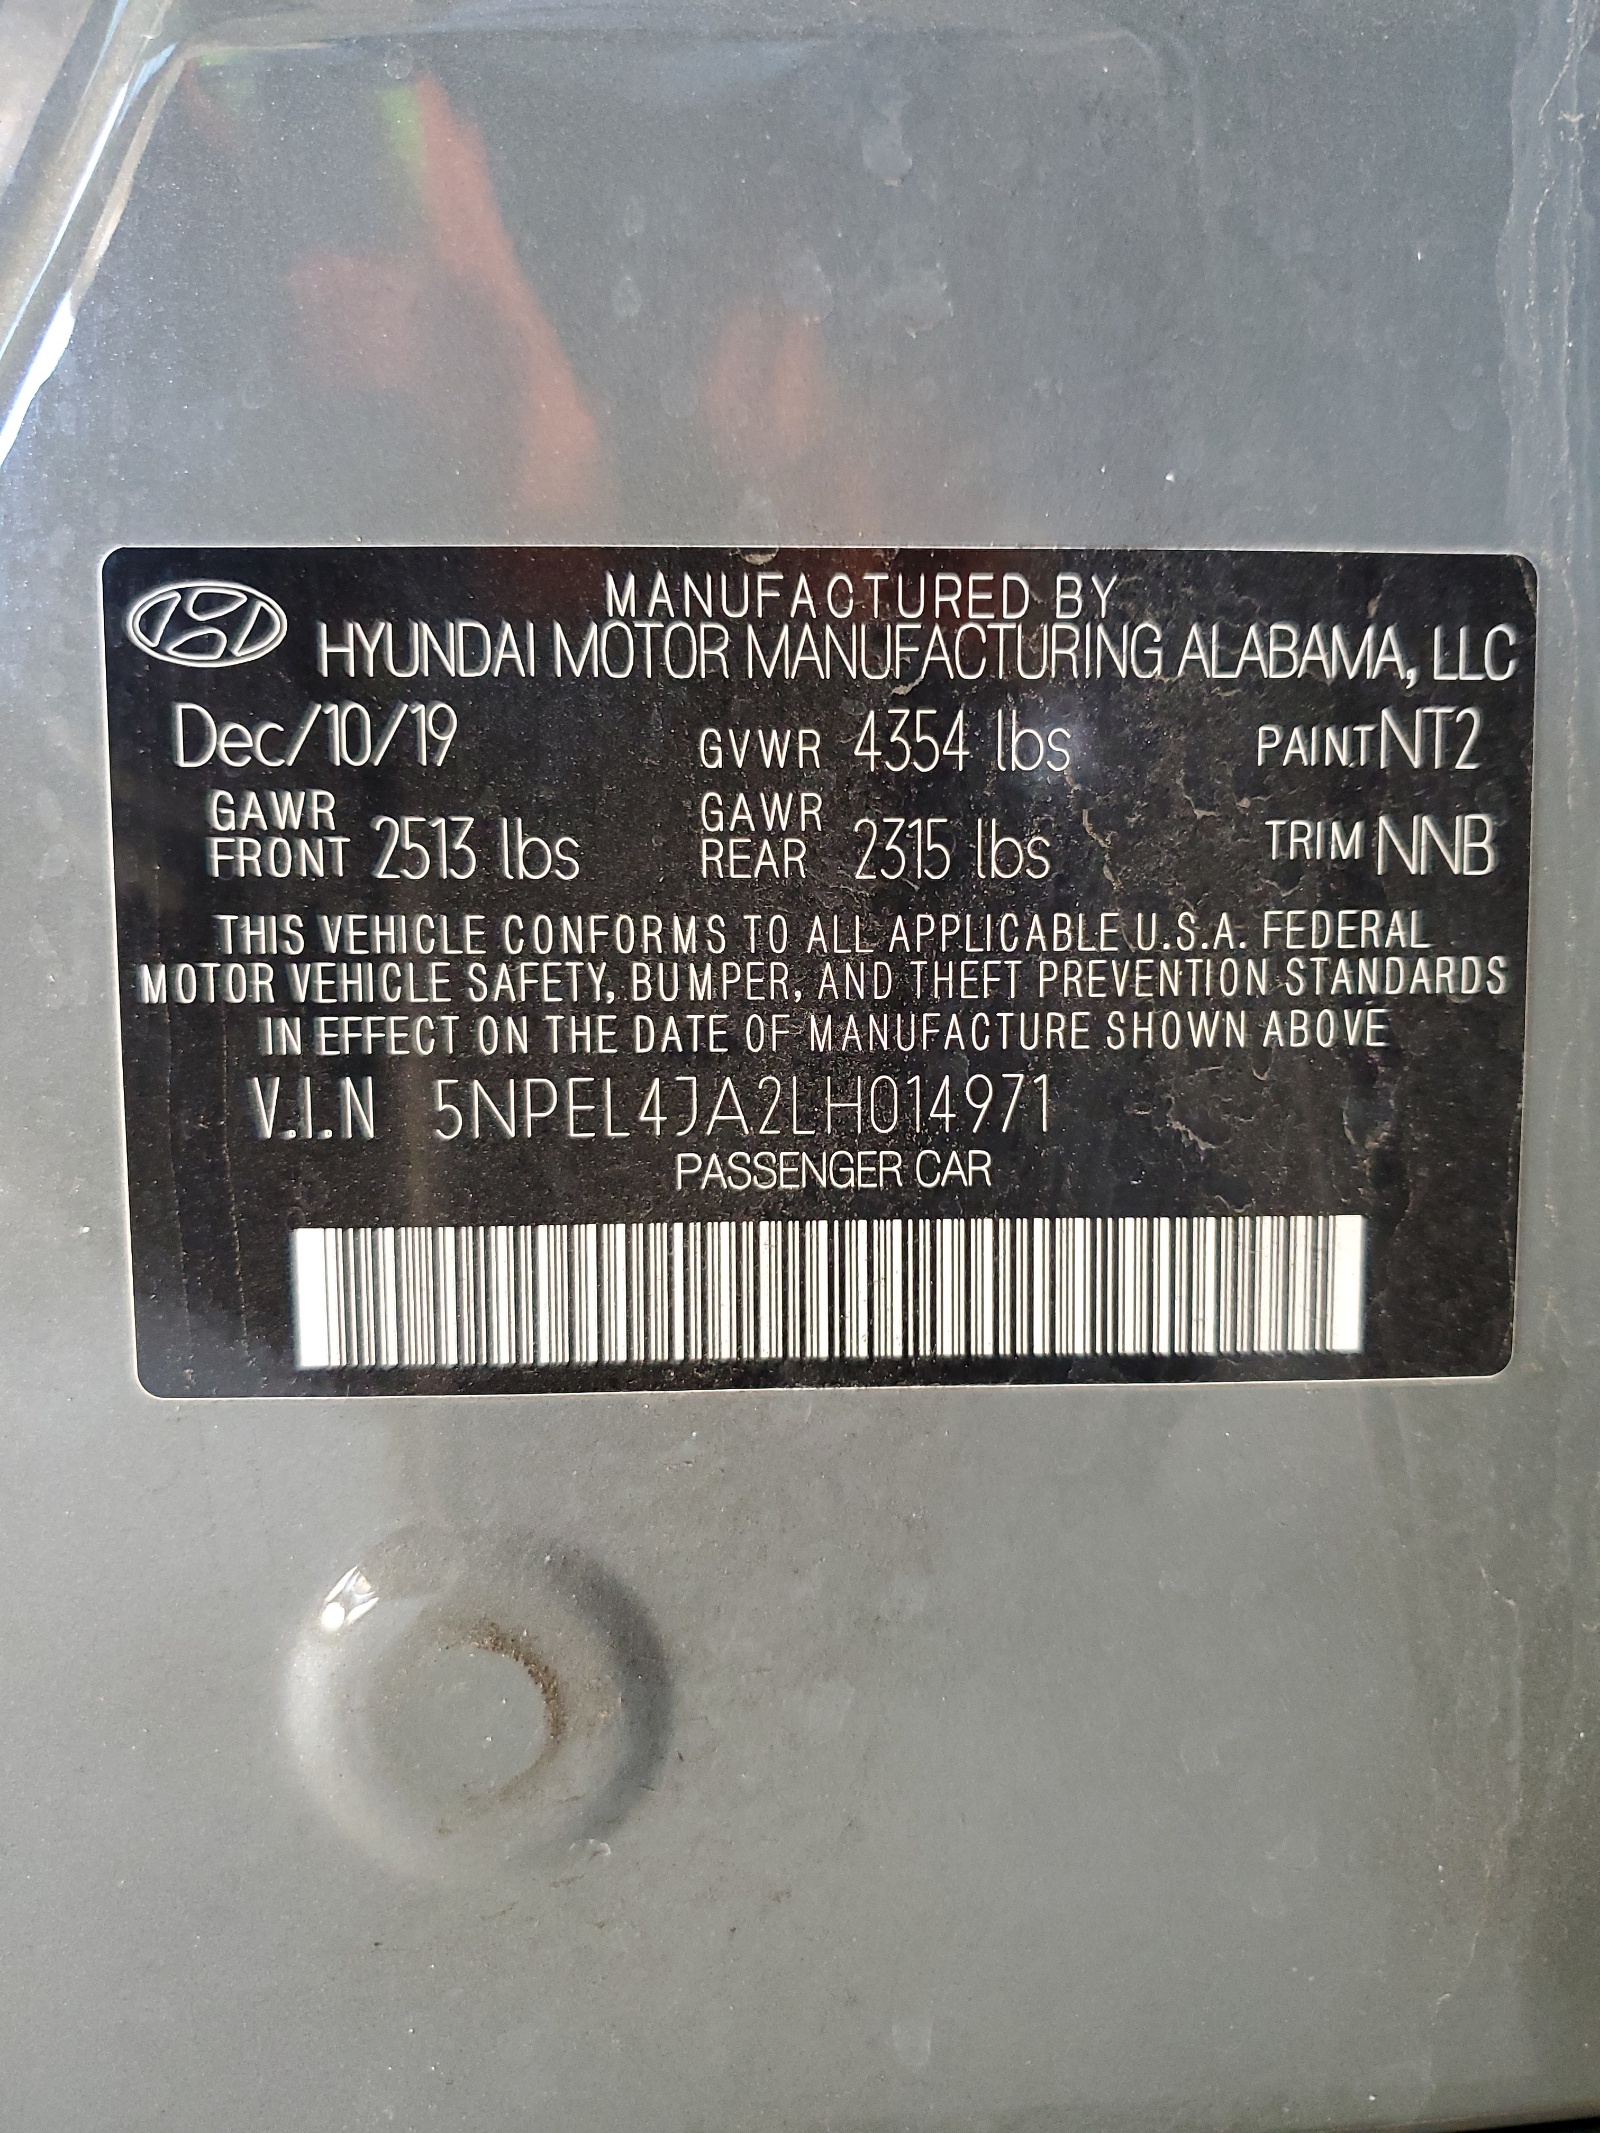 MANUFACTURED BY
HYUNDAI MOTOR MANUFACTURING ALABAMA, LLC
Dec/10/19 GVWR 4354 lbs PAINT NT2
GAWR FRONT 2513 lbs GAWR REAR 2315 lbs TRIM NNB
THIS VEHICLE CONFORMS TO ALL APPLICABLE U.S.A. FEDERAL
MOTOR VEHICLE SAFETY, BUMPER, AND THEFT PREVENTION STANDARDS
IN EFFECT ON THE DATE OF MANUFACTURE SHOWN ABOVE
V.I.N 5NPEL4JA2LH014971
PASSENGER CAR